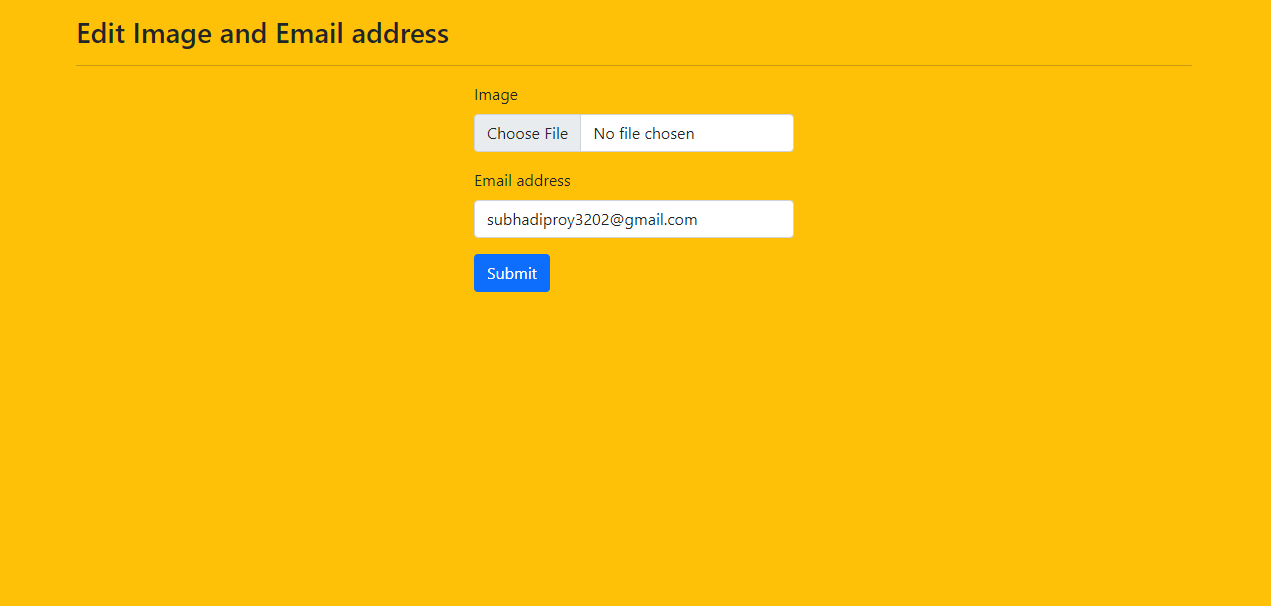 Edit Image and Email address
Image
Choose File No file chosen
Email address
subhadiproy3202@gmail.com
Submit